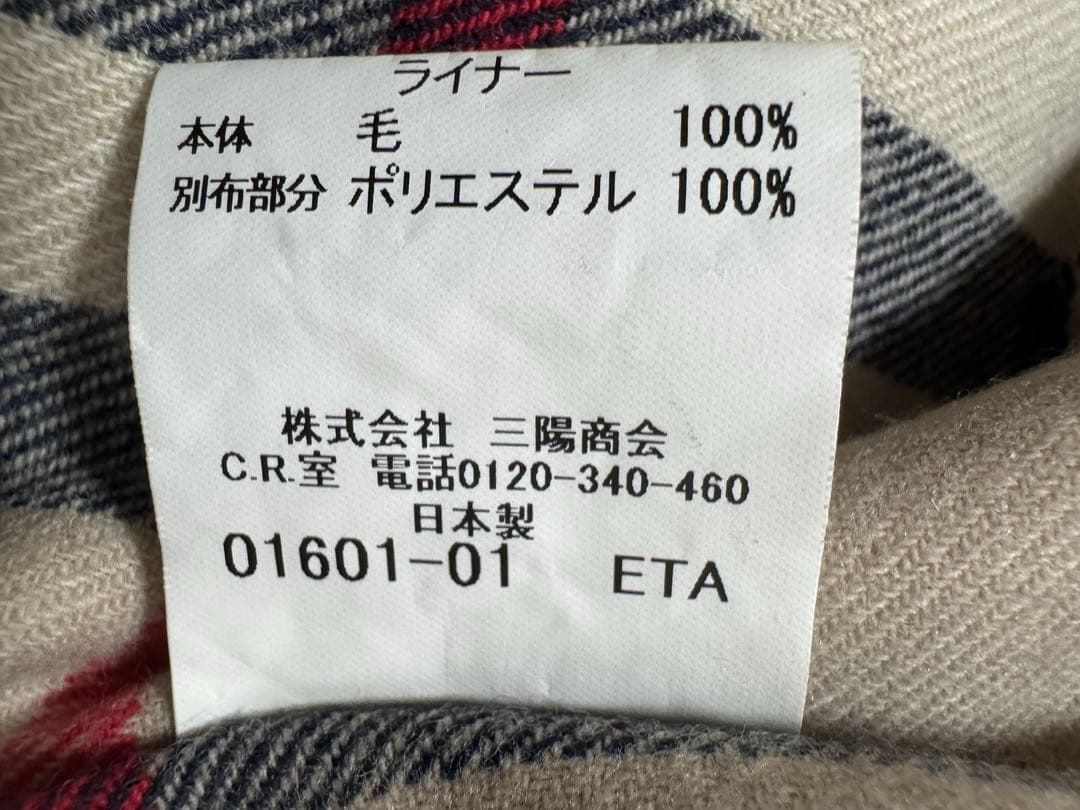 ライナー
本体 毛 100%
別布部分 ポリエステル 100%
株式会社 三陽商会
C.R.室 電話0120-340-460
日本製
01601-01 ETA